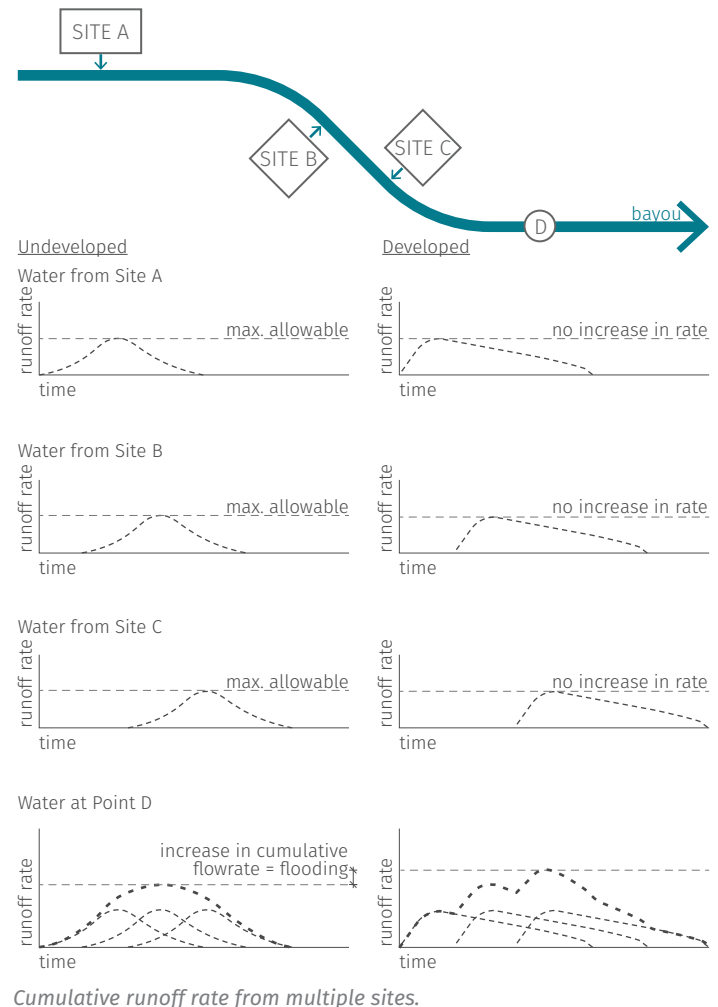 SITE A
SITE B
SITE C
D
bayou
Undeveloped
Developed
Water from Site A
runoff rate
max. allowable
time
runoff rate
no increase in rate
time
Water from Site B
runoff rate
max. allowable
time
runoff rate
no increase in rate
time
Water from Site C
runoff rate
max. allowable
time
runoff rate
no increase in rate
time
Water at Point D
runoff rate
increase in cumulative
flowrate = flooding
time
runoff rate
time
Cumulative runoff rate from multiple sites.